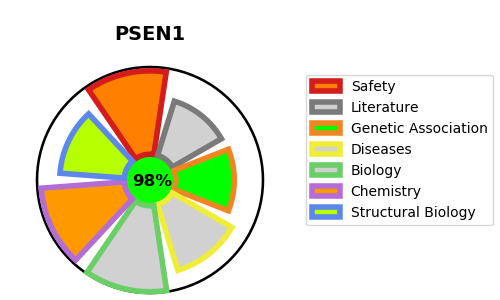 PSEN1
98%
Safety
Literature
Genetic Association
Diseases
Biology
Chemistry
Structural Biology